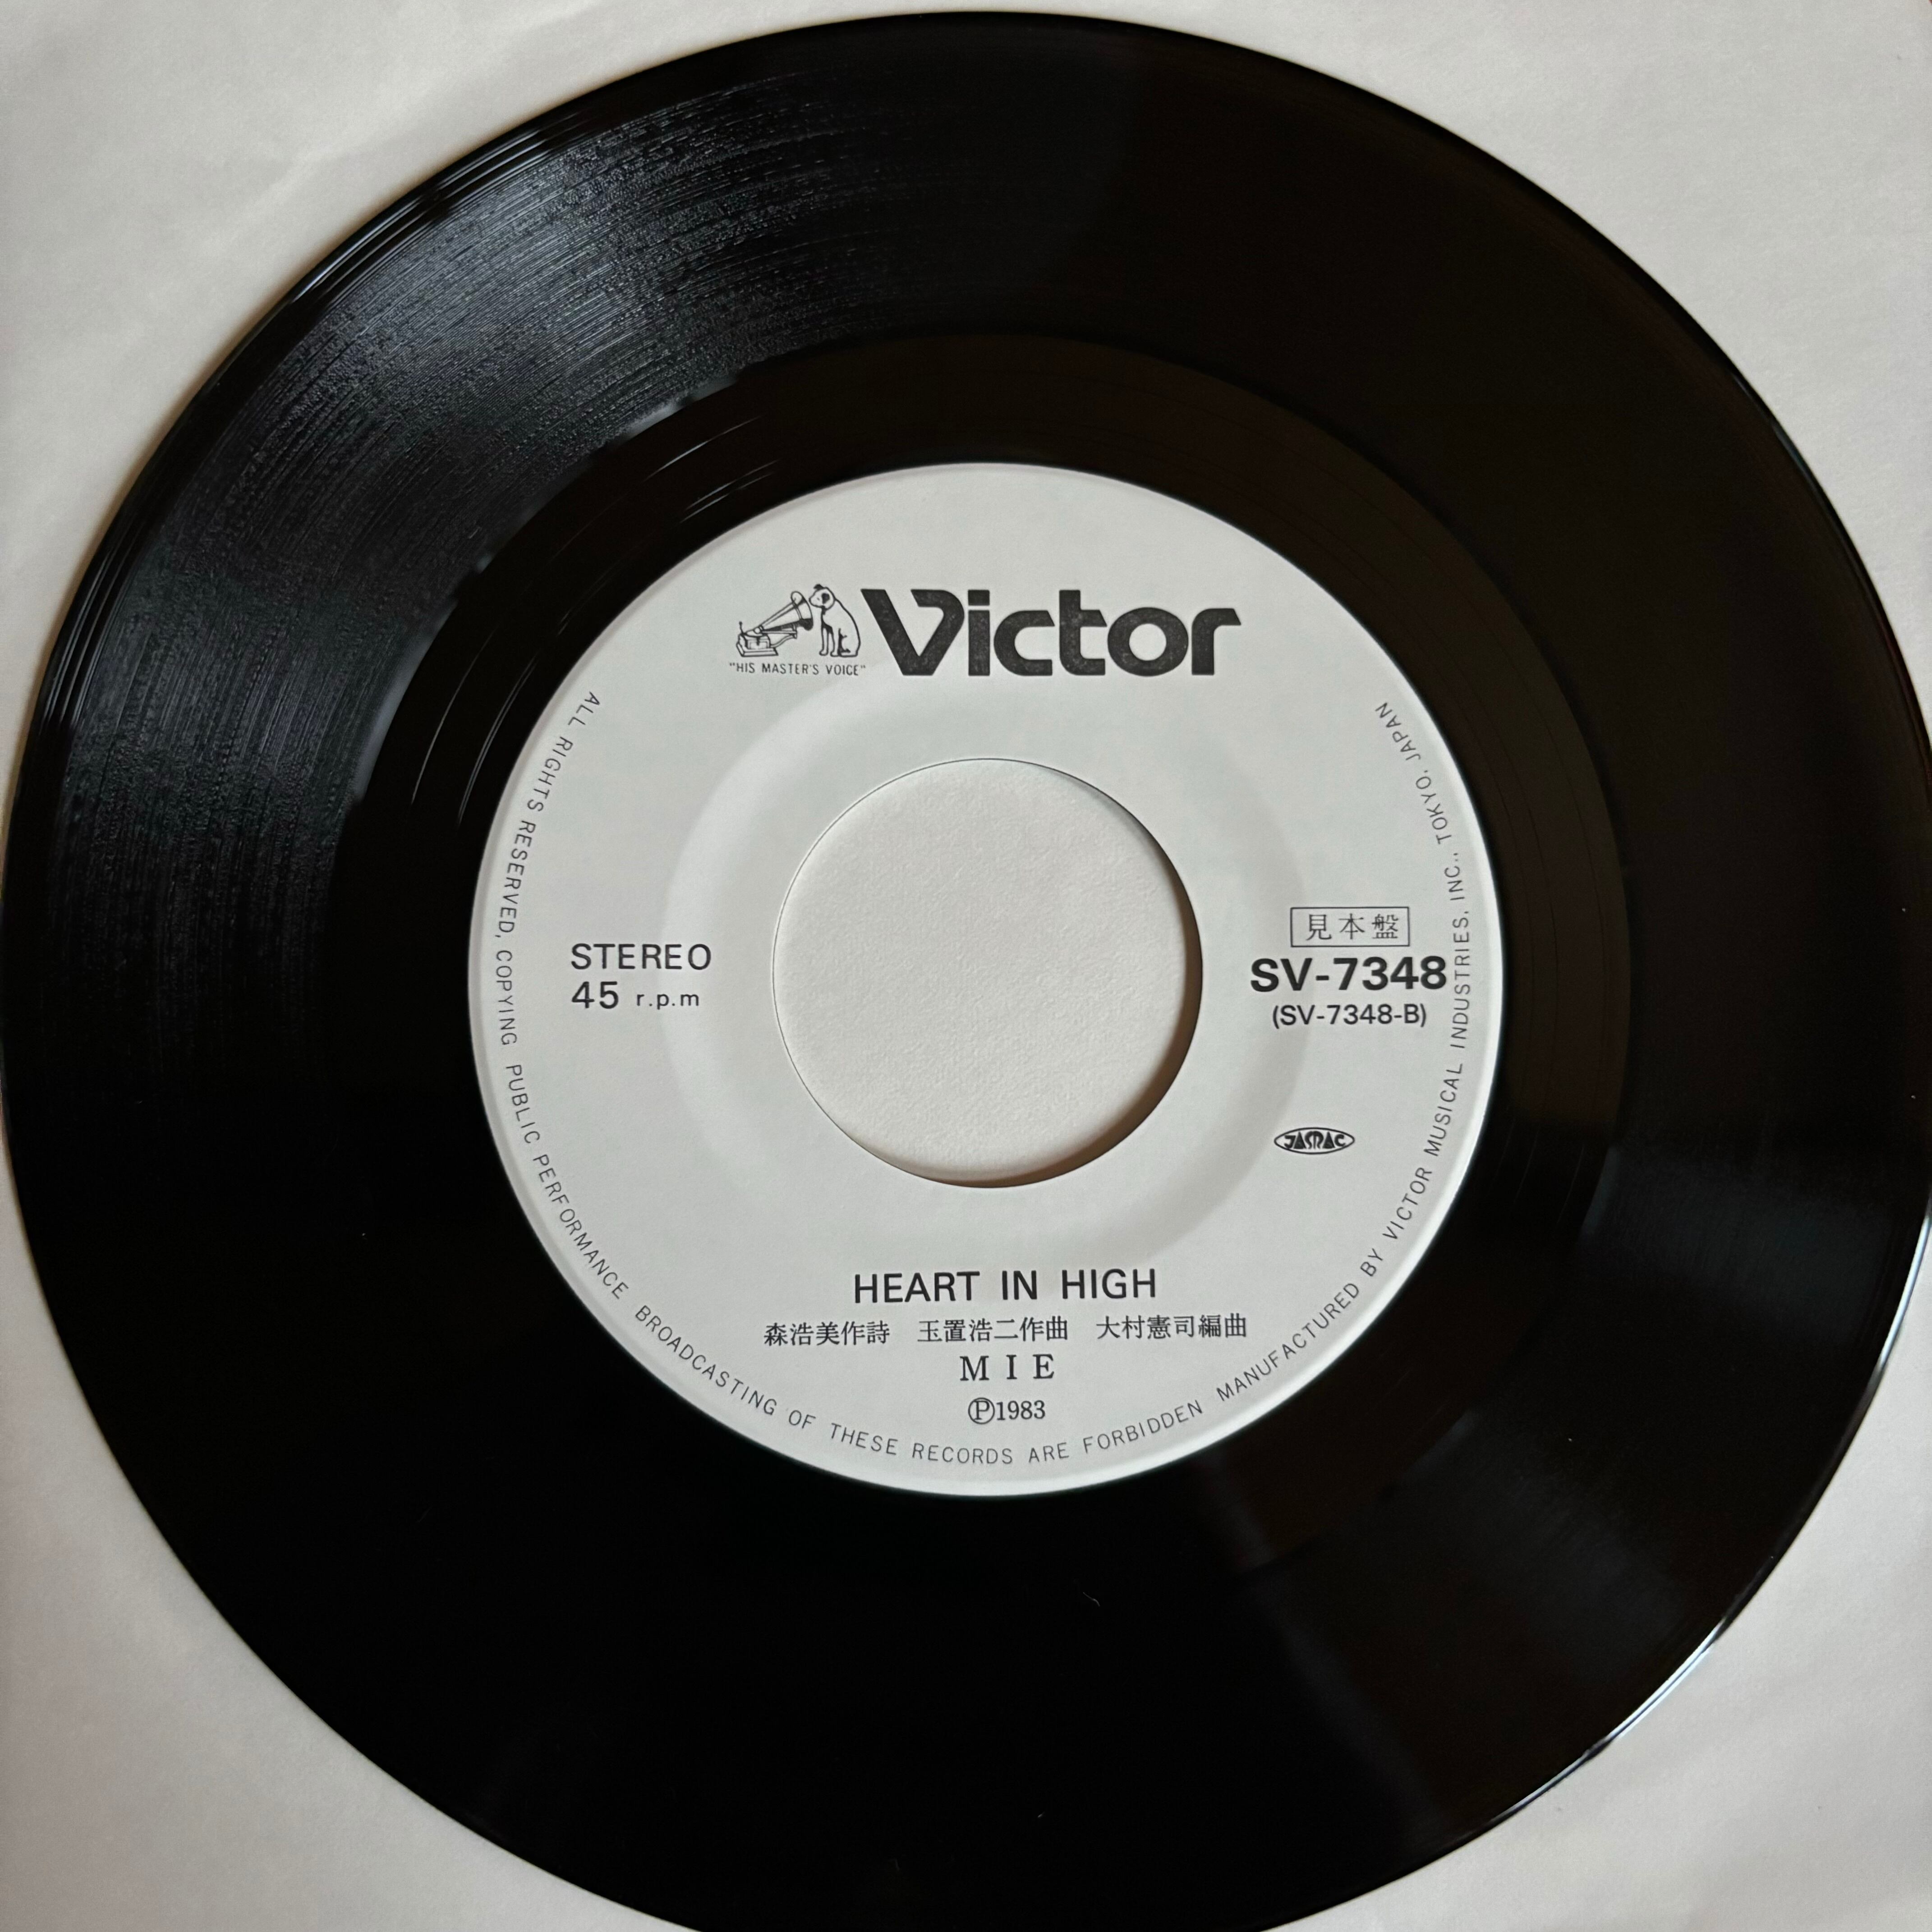 Victor
"HIS MASTER'S VOICE"
STEREO
45 r.p.m
見本盤
SV-7348
(SV-7348-B)
JASRAC
HEART IN HIGH
森浩美作詩 玉置浩二作曲 大村憲司編曲
MIE
Ⓟ1983
ALL RIGHTS RESERVED, COPYING PUBLIC PERFORMANCE BROADCASTING OF THESE RECORDS ARE FORBIDDEN MANUFACTURED BY VICTOR MUSICAL INDUSTRIES, INC., TOKYO, JAPAN